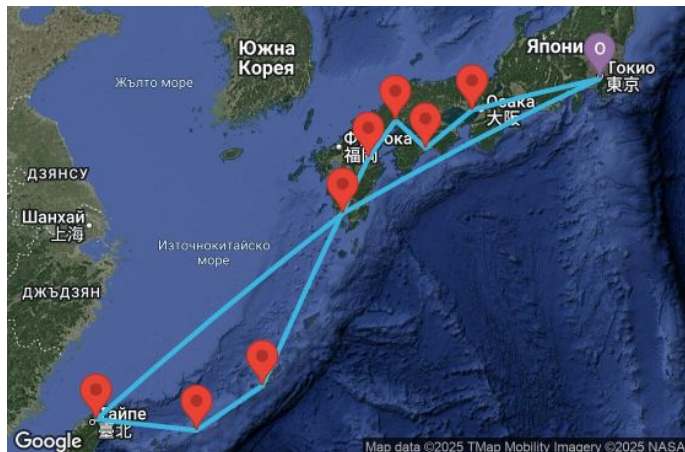 Южна
Корея
Япони
О
Токио
東京
Жълто море
Осака
大阪
福岡
ДЗЯНСУ
Шанхай
上海
Източнокитайско
море
ДЖЪДЗЯН
Тайпе
臺北
Google
Map data ©2025 TMap Mobility Imagery ©2025 NASA